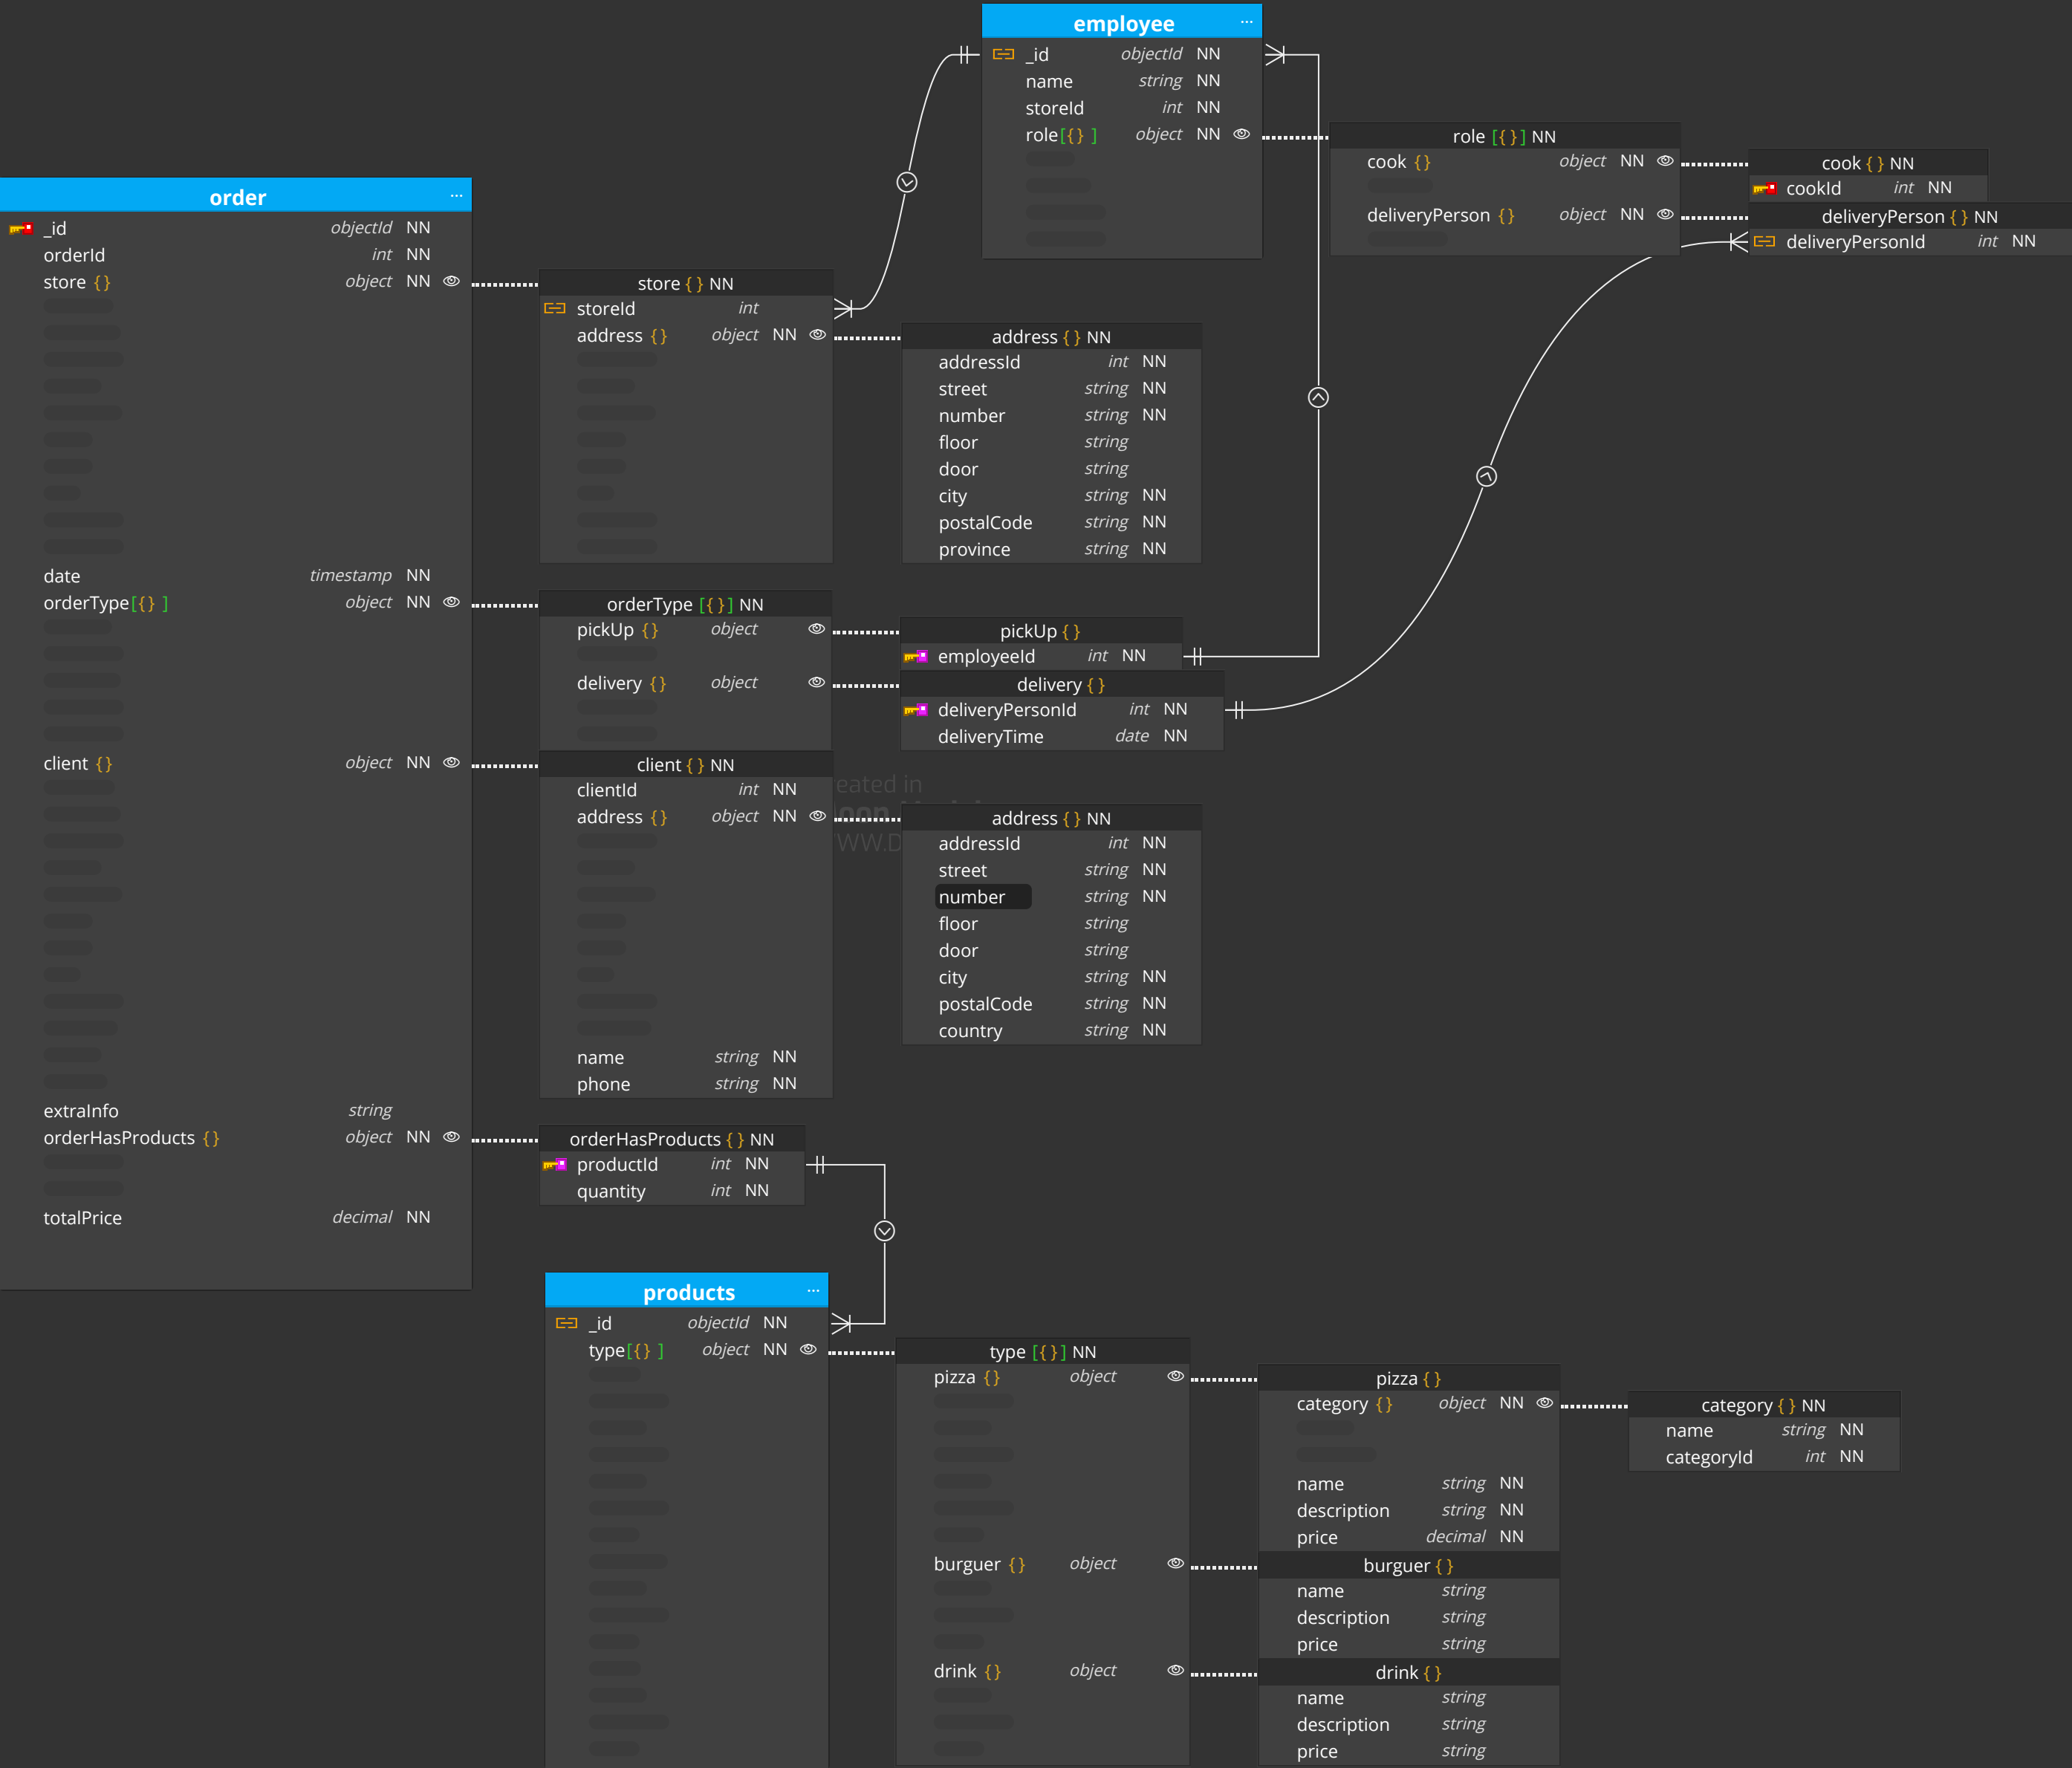 employee ...
_id objectId NN
name string NN
storeId int NN
role[{} ] object NN
role [{}] NN
cook {} object NN
deliveryPerson {} object NN
cook {} NN
cookId int NN
deliveryPerson {} NN
deliveryPersonId int NN
order ...
_id objectId NN
orderId int NN
store {} object NN
date timestamp NN
orderType[{} ] object NN
client {} object NN
extraInfo string
orderHasProducts {} object NN
totalPrice decimal NN
store {} NN
storeId int
address {} object NN
address {} NN
addressId int NN
street string NN
number string NN
floor string
door string
city string NN
postalCode string NN
province string NN
orderType [{}] NN
pickUp {} object
delivery {} object
pickUp {}
employeeId int NN
delivery {}
deliveryPersonId int NN
deliveryTime date NN
client {} NN
clientId int NN
address {} object NN
name string NN
phone string NN
eated in
WW.D
address {} NN
addressId int NN
street string NN
number string NN
floor string
door string
city string NN
postalCode string NN
country string NN
orderHasProducts {} NN
productId int NN
quantity int NN
products ...
_id objectId NN
type[{} ] object NN
type [{}] NN
pizza {} object
burguer {} object
drink {} object
pizza {}
category {} object NN
name string NN
description string NN
price decimal NN
category {} NN
name string NN
categoryId int NN
burguer {}
name string
description string
price string
drink {}
name string
description string
price string